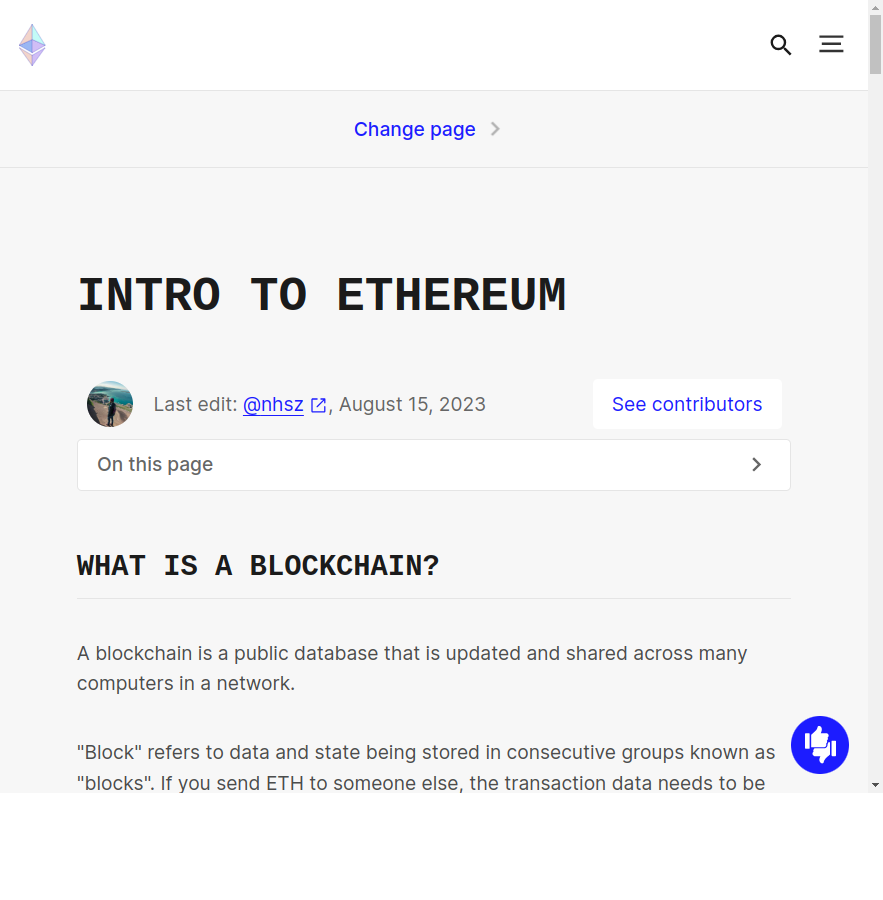 Change page
INTRO TO ETHEREUM
Last edit: @nhsz, August 15, 2023
See contributors
On this page
WHAT IS A BLOCKCHAIN?
A blockchain is a public database that is updated and shared across many
computers in a network.
"Block" refers to data and state being stored in consecutive groups known as
"blocks". If you send ETH to someone else, the transaction data needs to be